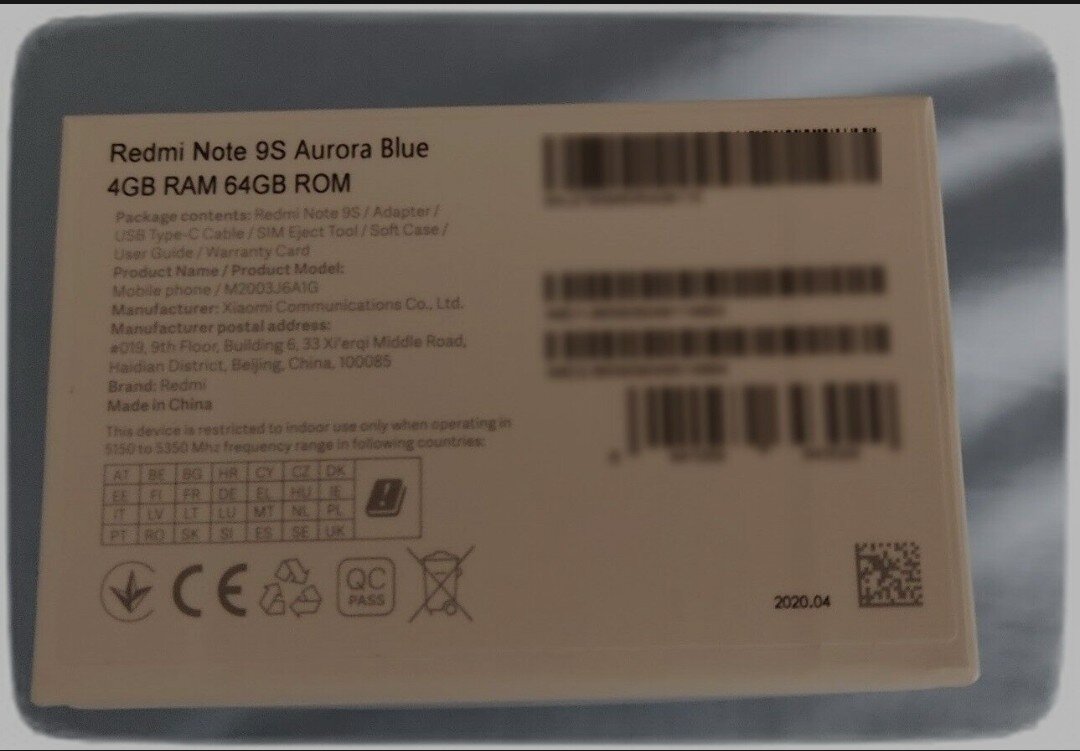 Redmi Note 9S Aurora Blue
4GB RAM 64GB ROM
Package contents: Redmi Note 9S / Adapter /
USB Type-C Cable / SIM Eject Tool / Soft Case /
User Guide / Warranty Card
Product Name / Product Model:
Mobile phone / M2003J6A1G
Manufacturer: Xiaomi Communications Co., Ltd.
Manufacturer postal address:
#019, 9th Floor, Building 6, 33 Xi'erqi Middle Road,
Haidian District, Beijing, China, 100085
Brand: Redmi
Made in China
This device is restricted to indoor use only when operating in
5150 to 5350 Mhz frequency range in following countries:
AT BE BG HR CY CZ DK
EE FI FR DE EL HU IE
IT LV LT LU MT NL PL
PT RO SK SI ES SE UK
CE
QC
PASS
2020.04